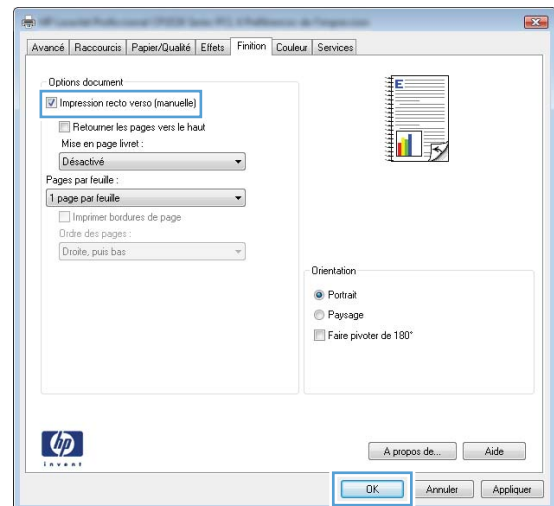 Avancé Raccourcis Papier/Qualité Effets Finition Couleur Services
Options document
Impression recto verso (manuelle)
Retourner les pages vers le haut
Mise en page livret :
Désactivé
Pages par feuille :
1 page par feuille
Imprimer bordures de page
Ordre des pages :
Droite, puis bas
E
Orientation
Portrait
Paysage
Faire pivoter de 180°
hp
invent
A propos de... Aide
OK Annuler Appliquer